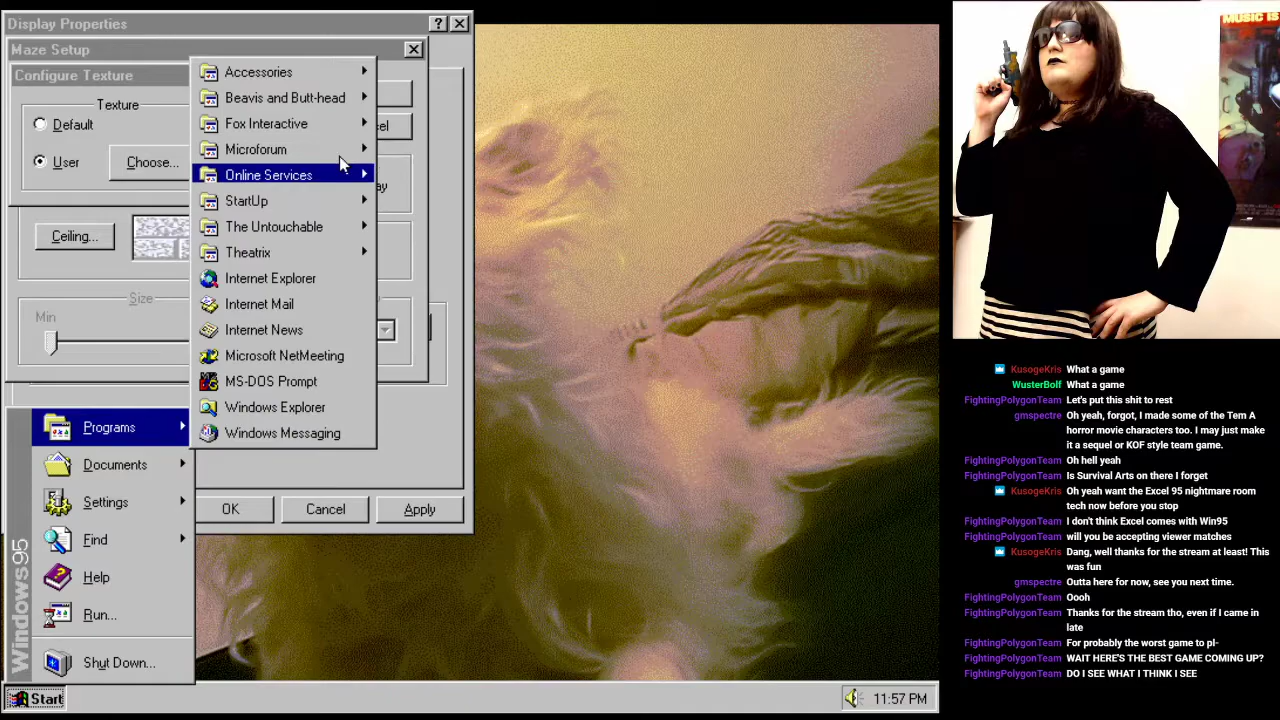 Display Properties
Maze Setup
Configure Texture
Texture
Default
User
Choose...
Ceiling...
Size
Min
cel
ay
Accessories
Beavis and Butt-head
Fox Interactive
Microforum
Online Services
StartUp
The Untouchable
Theatrix
Internet Explorer
Internet Mail
Internet News
Microsoft NetMeeting
MS-DOS Prompt
Windows Explorer
Windows Messaging
Programs
Documents
Settings
Find
Help
Run...
Shut Down...
Windows95
OK
Cancel
Apply
Start
11:57 PM
MUSIC IS
KusogeKris What a game
WusterBolf What a game
FightingPolygonTeam Let's put this shit to rest
gmspectre Oh yeah, forgot, I made some of the Tem A
horror movie characters too. I may just make
it a sequel or KOF style team game.
FightingPolygonTeam Oh hell yeah
FightingPolygonTeam Is Survival Arts on there I forget
KusogeKris Oh yeah want the Excel 95 nightmare room
tech now before you stop
FightingPolygonTeam I don't think Excel comes with Win95
FightingPolygonTeam will you be accepting viewer matches
KusogeKris Dang, well thanks for the stream at least! This
was fun
gmspectre Outta here for now, see you next time.
FightingPolygonTeam Oooh
FightingPolygonTeam Thanks for the stream tho, even if I came in
late
FightingPolygonTeam For probably the worst game to pl-
FightingPolygonTeam WAIT HERE'S THE BEST GAME COMING UP?
FightingPolygonTeam DO I SEE WHAT I THINK I SEE